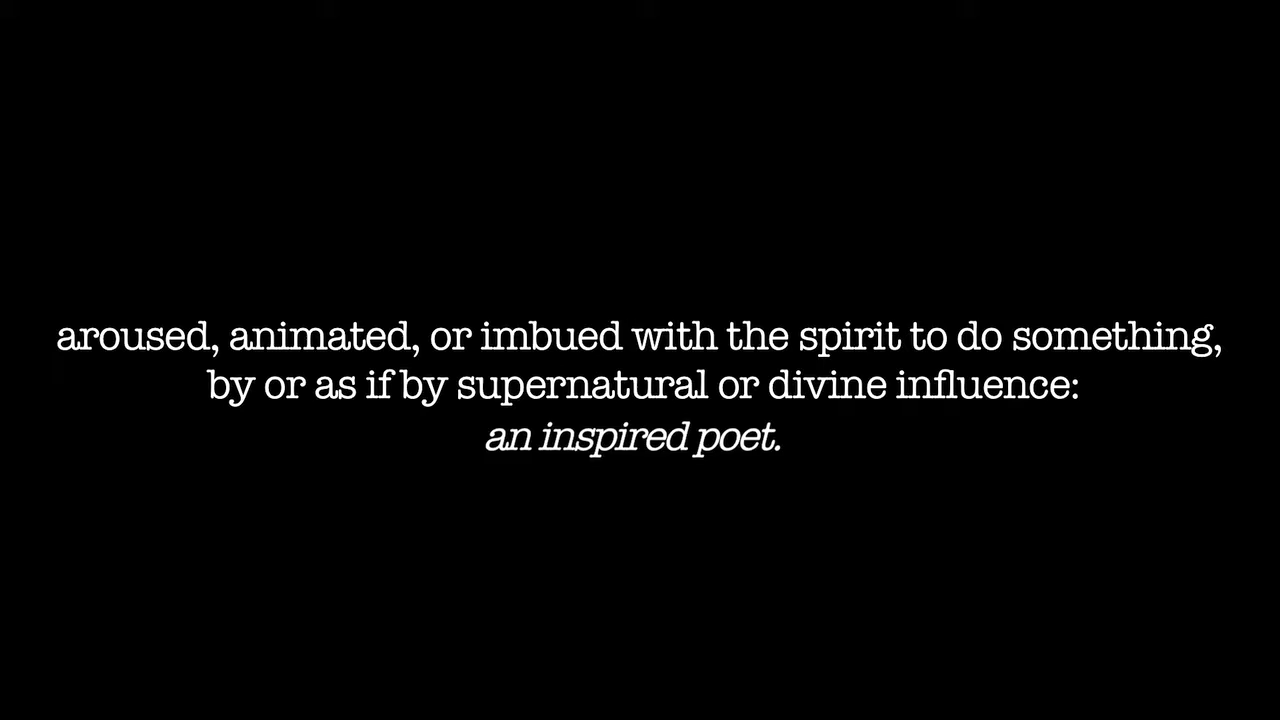 aroused, animated, or imbued with the spirit to do something,
by or as if by supernatural or divine influence:
an inspired poet.